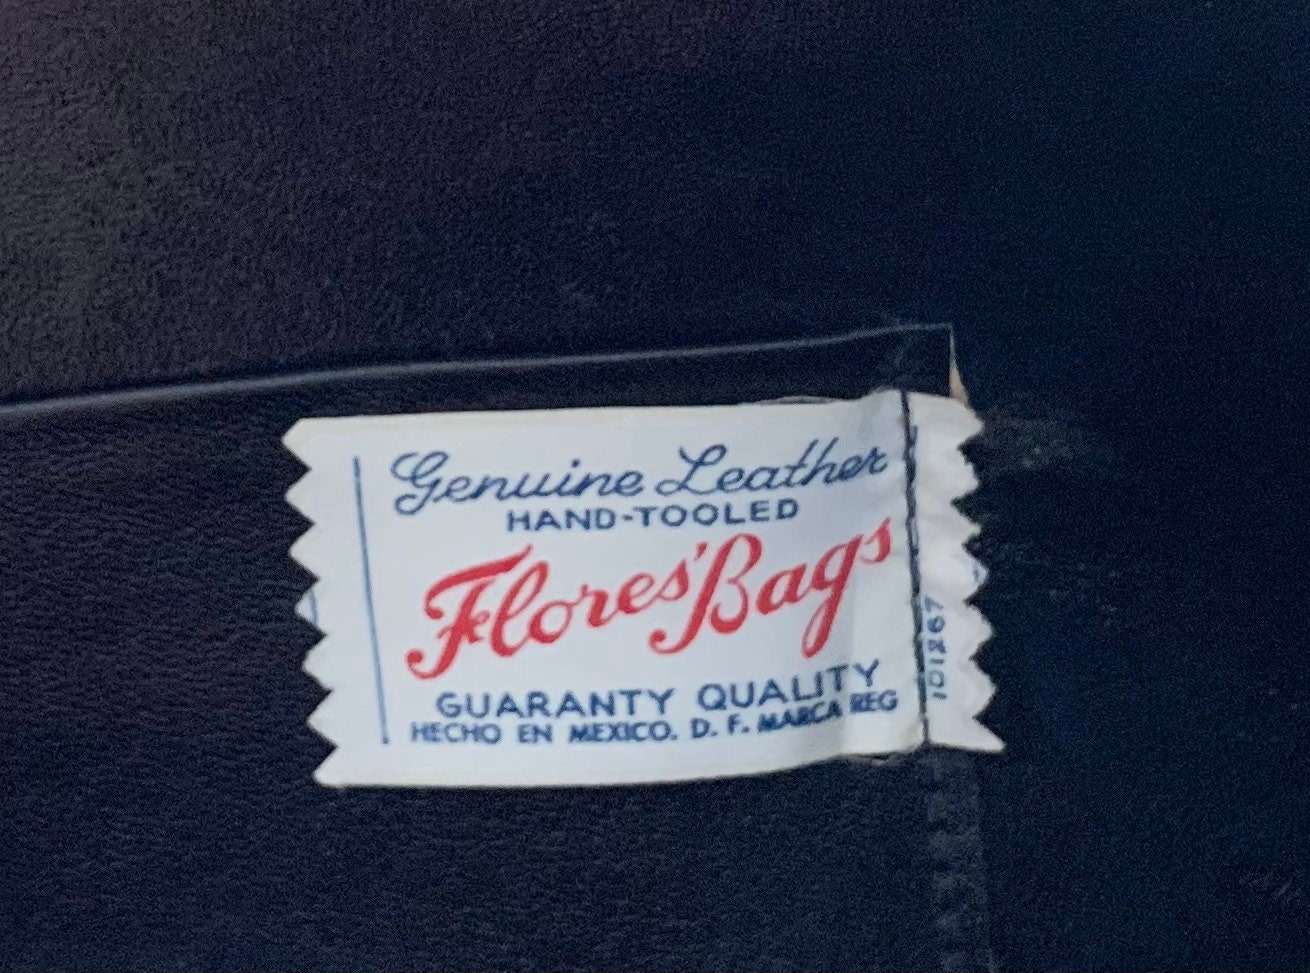 Genuine Leather
HAND-TOOLED
Flores' Bags
GUARANTY QUALITY
HECHO EN MEXICO. D. F. MARCA REG
101267